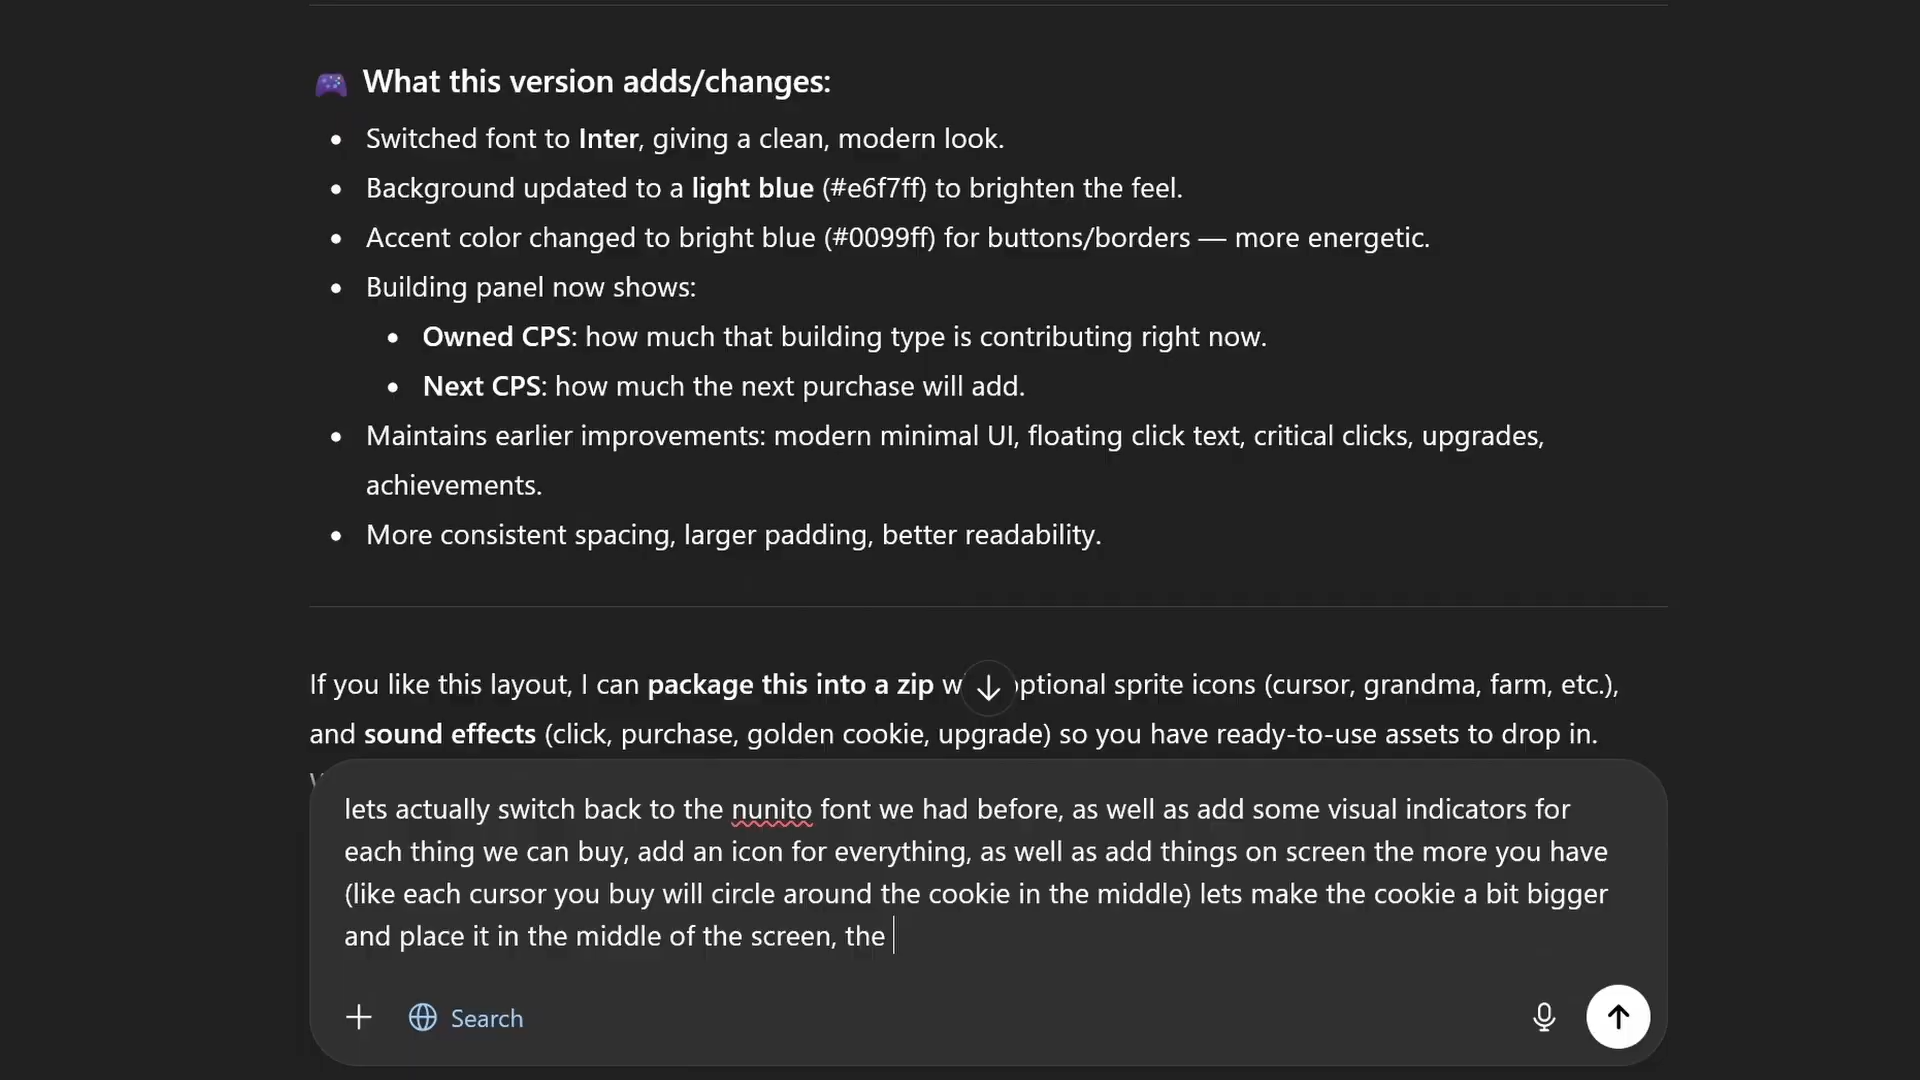 What this version adds/changes:
Switched font to Inter, giving a clean, modern look.
Background updated to a light blue (#e6f7ff) to brighten the feel.
Accent color changed to bright blue (#0099ff) for buttons/borders — more energetic.
Building panel now shows:
Owned CPS: how much that building type is contributing right now.
Next CPS: how much the next purchase will add.
Maintains earlier improvements: modern minimal UI, floating click text, critical clicks, upgrades,
achievements.
More consistent spacing, larger padding, better readability.
If you like this layout, I can package this into a zip optional sprite icons (cursor, grandma, farm, etc.),
and sound effects (click, purchase, golden cookie, upgrade) so you have ready-to-use assets to drop in.
lets actually switch back to the nunito font we had before, as well as add some visual indicators for
each thing we can buy, add an icon for everything, as well as add things on screen the more you have
(like each cursor you buy will circle around the cookie in the middle) lets make the cookie a bit bigger
and place it in the middle of the screen, the
Search